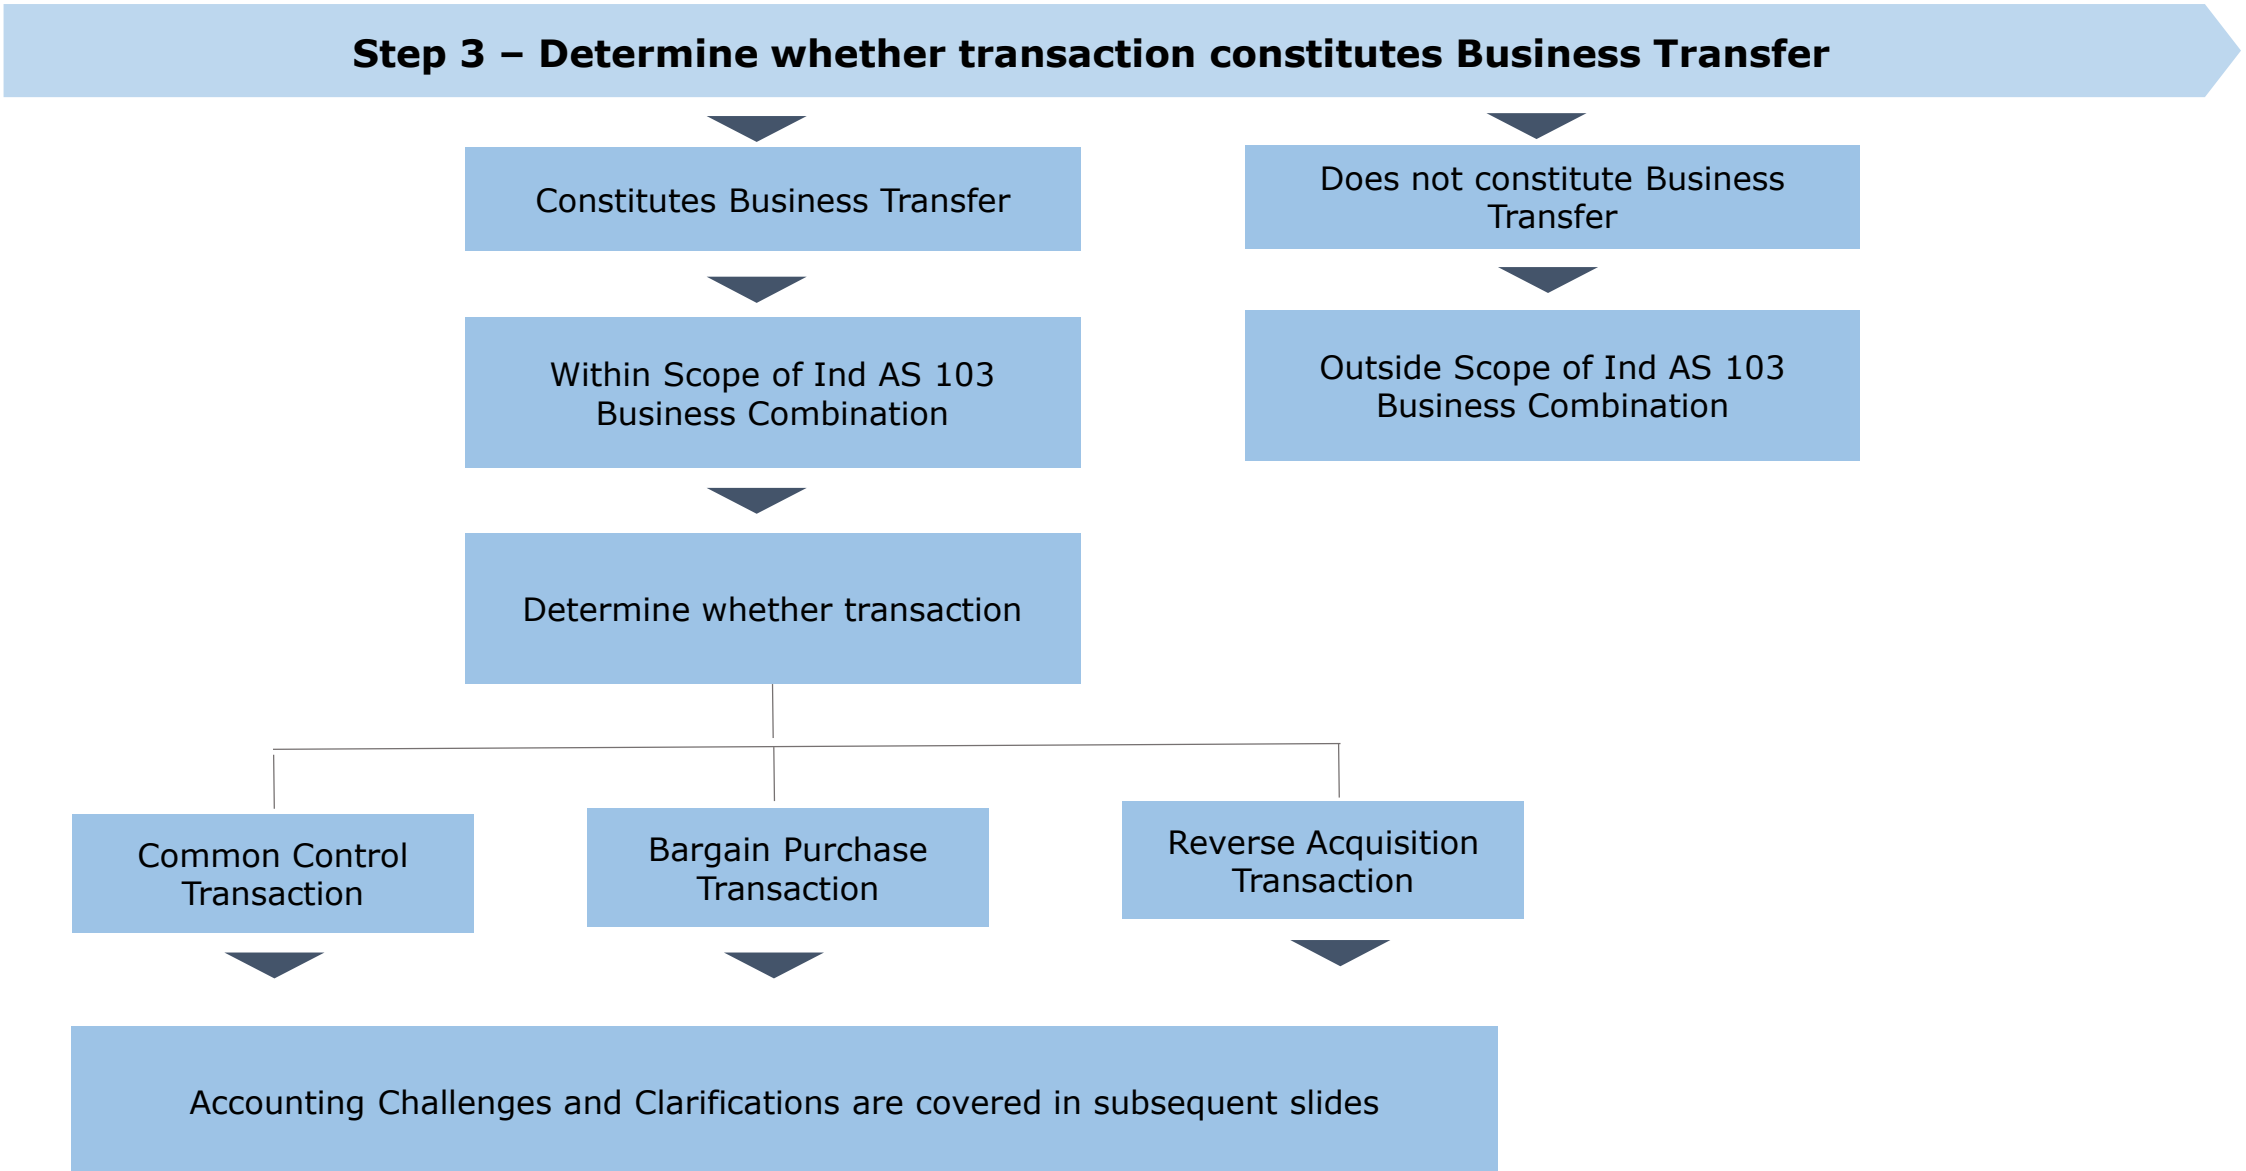 Step 3 – Determine whether transaction constitutes Business Transfer
Constitutes Business Transfer
Does not constitute Business
Transfer
Within Scope of Ind AS 103
Business Combination
Outside Scope of Ind AS 103
Business Combination
Determine whether transaction
Common Control
Transaction
Bargain Purchase
Transaction
Reverse Acquisition
Transaction
Accounting Challenges and Clarifications are covered in subsequent slides